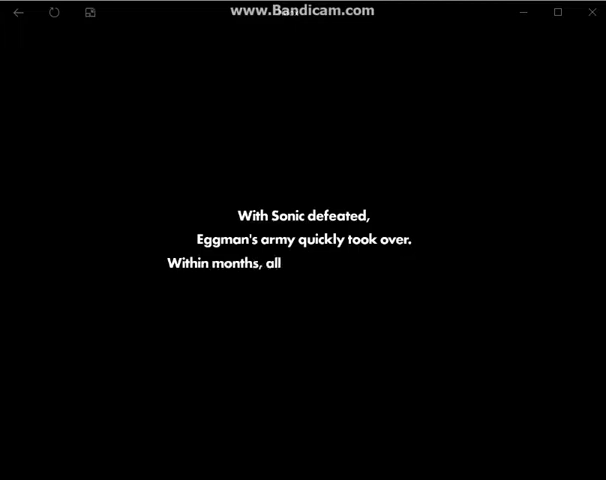 www.Bandicam.com
With Sonic defeated,
Eggman's army quickly took over.
Within months, all